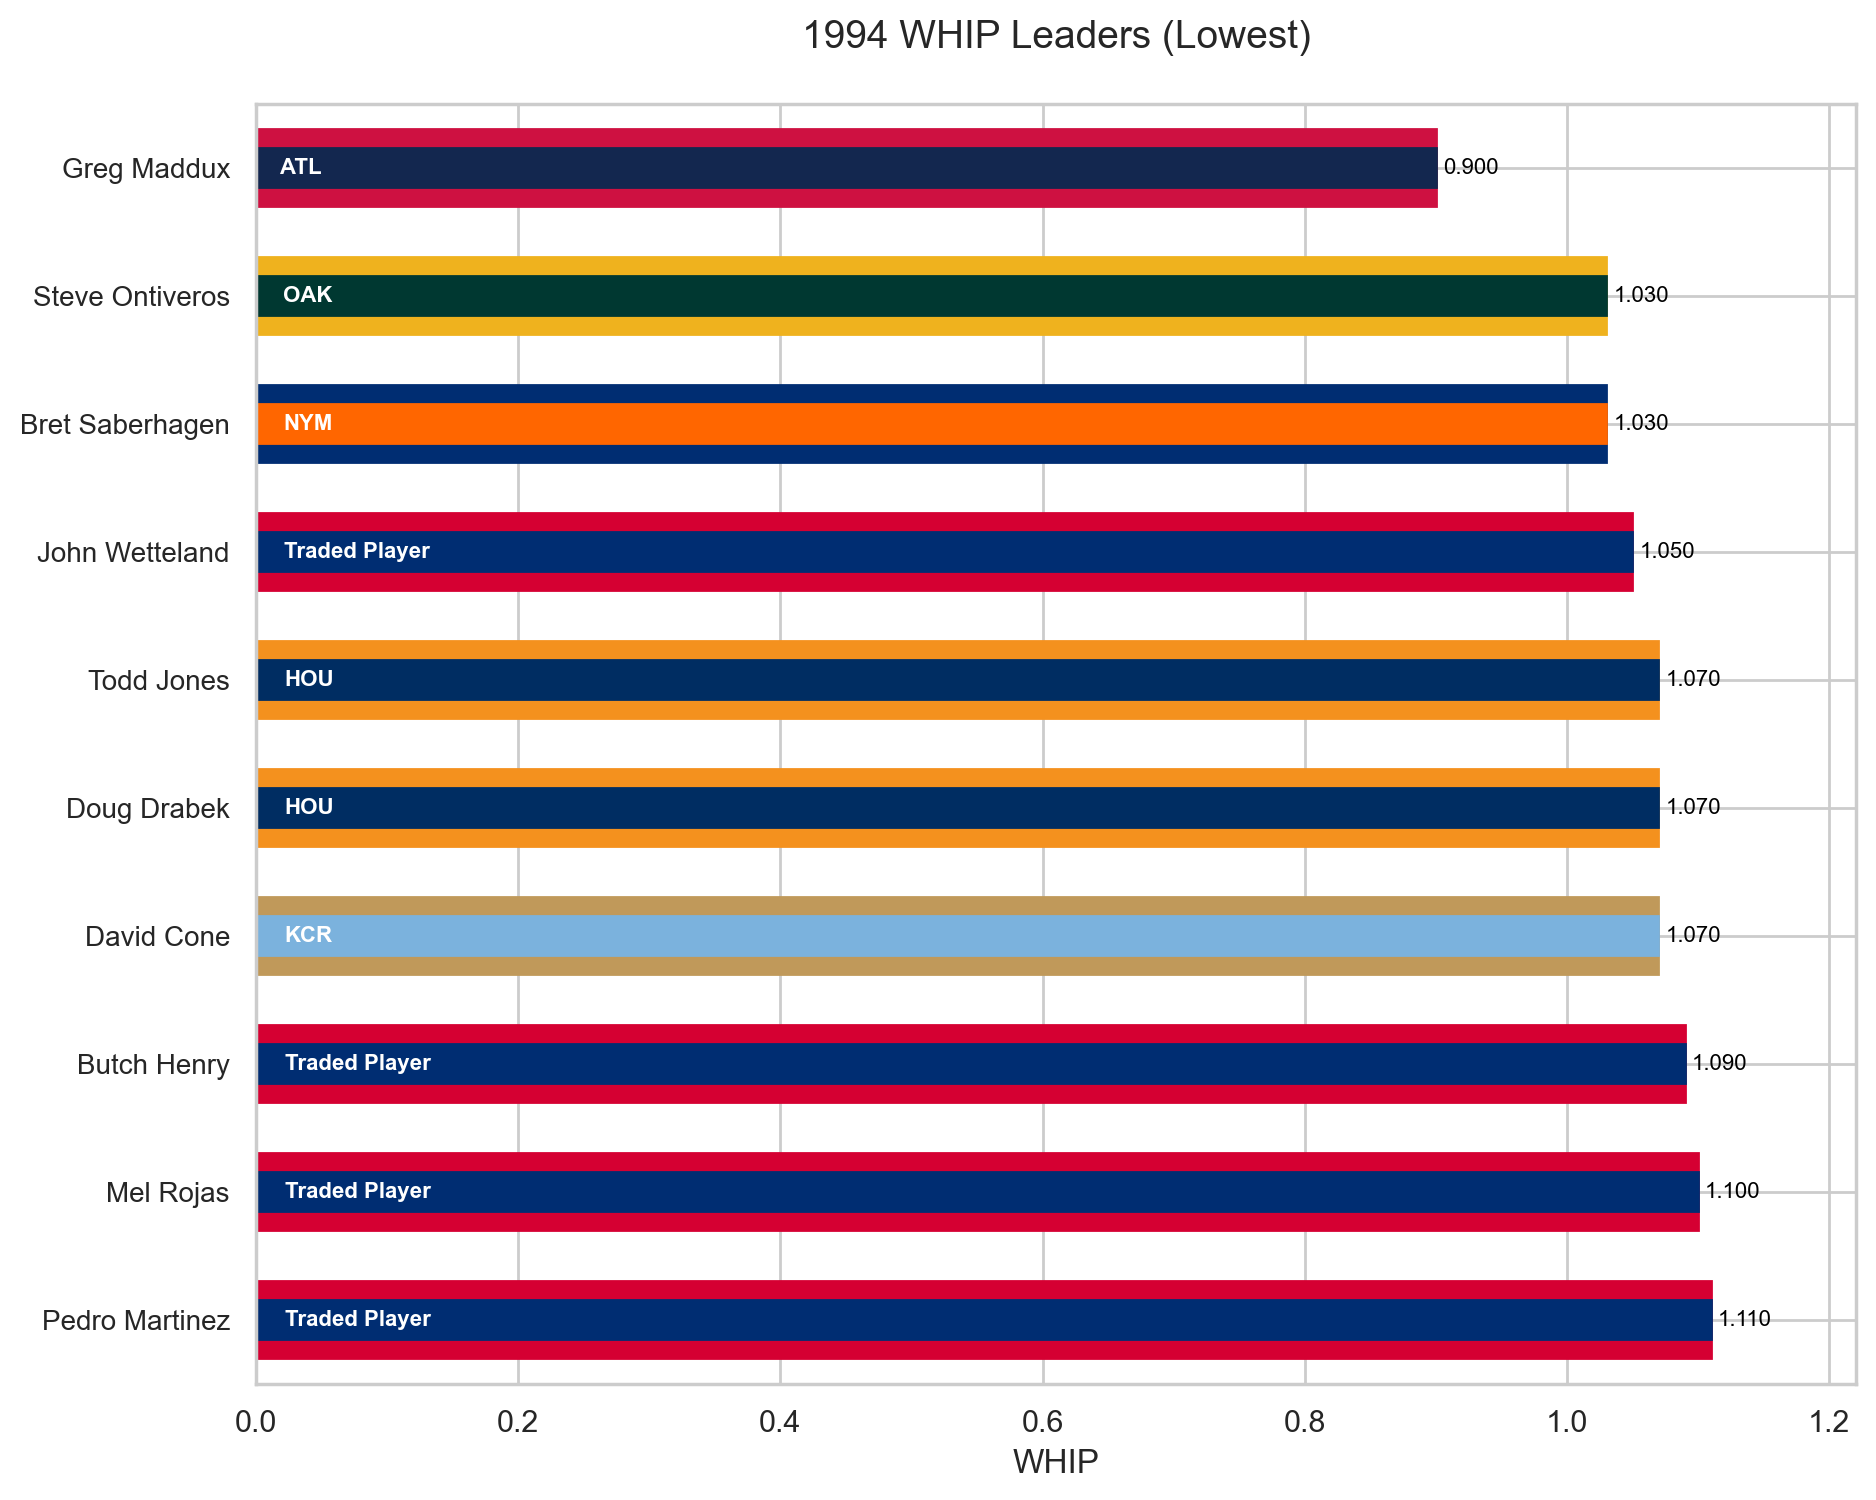 1994 WHIP Leaders (Lowest)
Greg Maddux ATL 0.900
Steve Ontiveros OAK 1.030
Bret Saberhagen NYM 1.030
John Wetteland Traded Player 1.050
Todd Jones HOU 1.070
Doug Drabek HOU 1.070
David Cone KCR 1.070
Butch Henry Traded Player 1.090
Mel Rojas Traded Player 1.100
Pedro Martinez Traded Player 1.110
0.0 0.2 0.4 0.6 0.8 1.0 1.2
WHIP